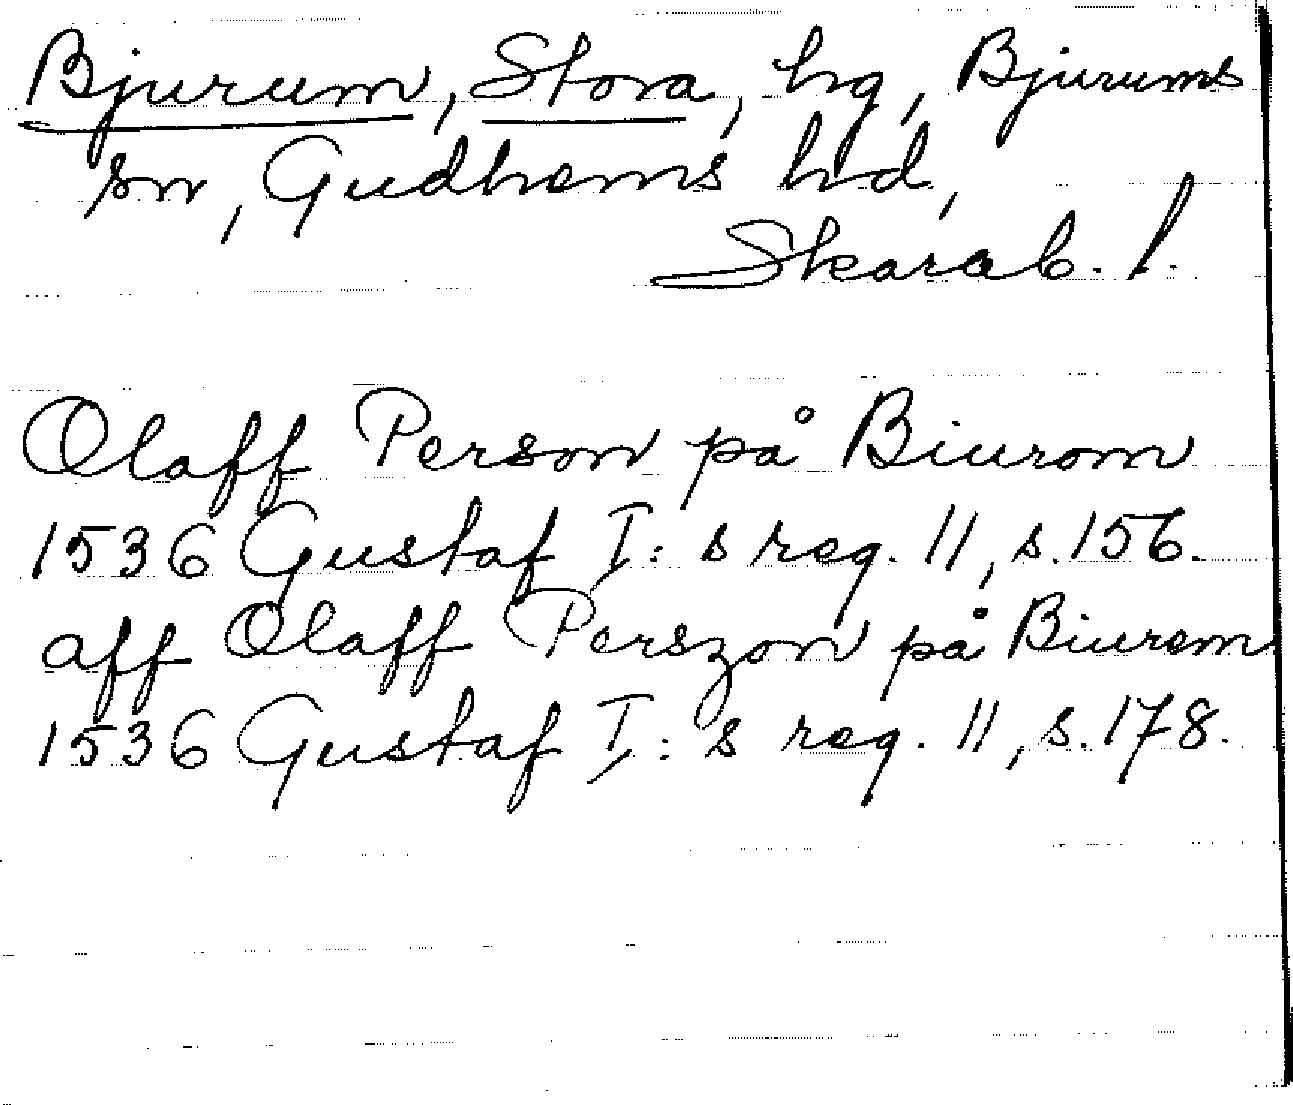 Bjurum, Stora, hg, Bjurums
sn, Gudhems hd,
Skarab. l.
Olaff Person på Biurom
1536 Gustaf I: s reg. 11, s. 156.
aff Olaff Perszon på Biurem
1536 Gustaf I: s reg. 11, s. 178.